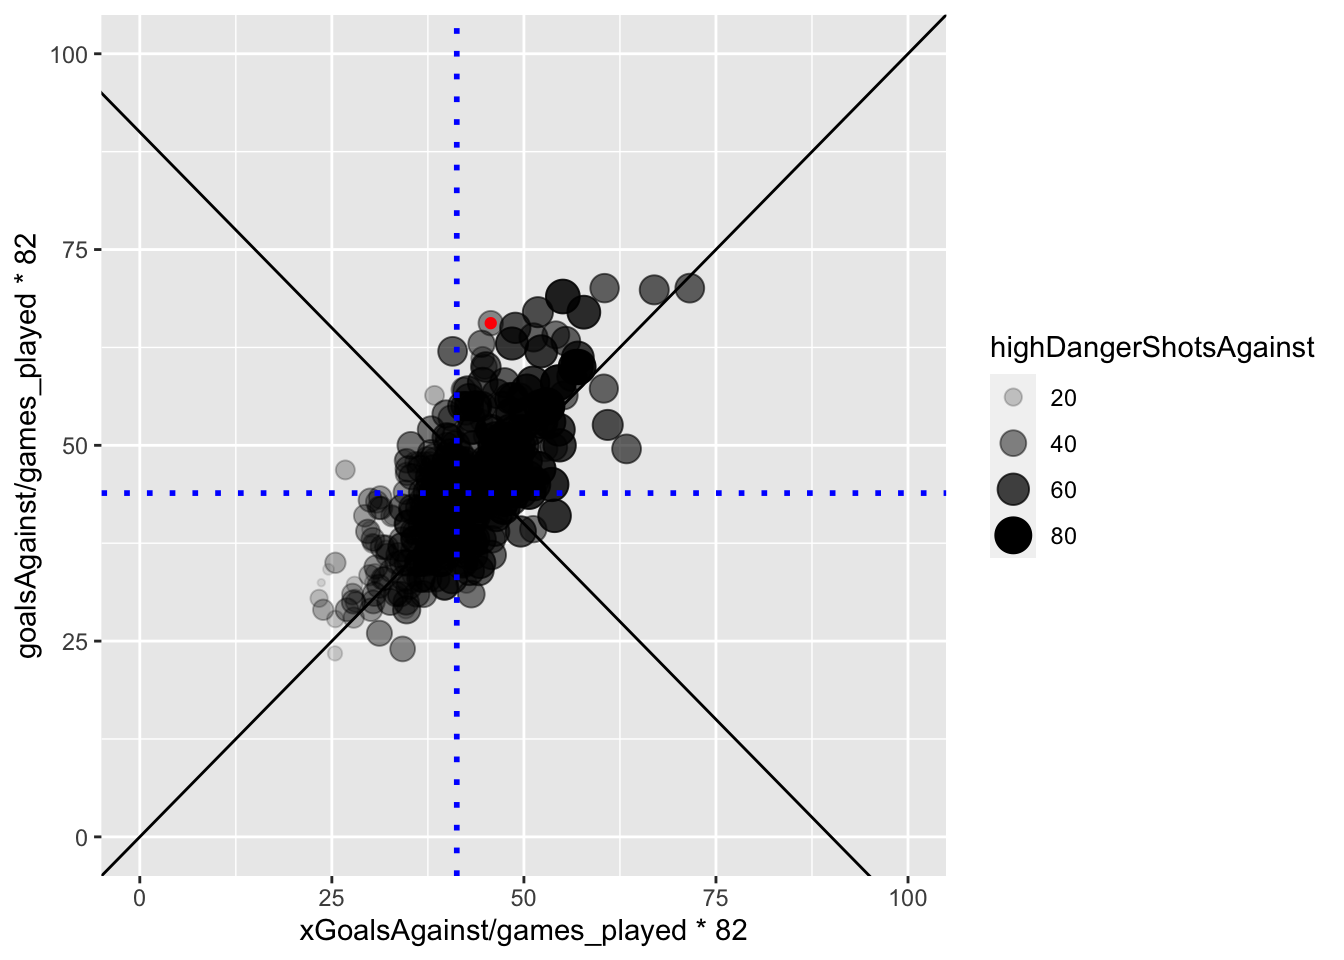 100
75
50
25
0
goalsAgainst/games_played * 82
0 25 50 75 100
xGoalsAgainst/games_played * 82
highDangerShotsAgainst
20
40
60
80